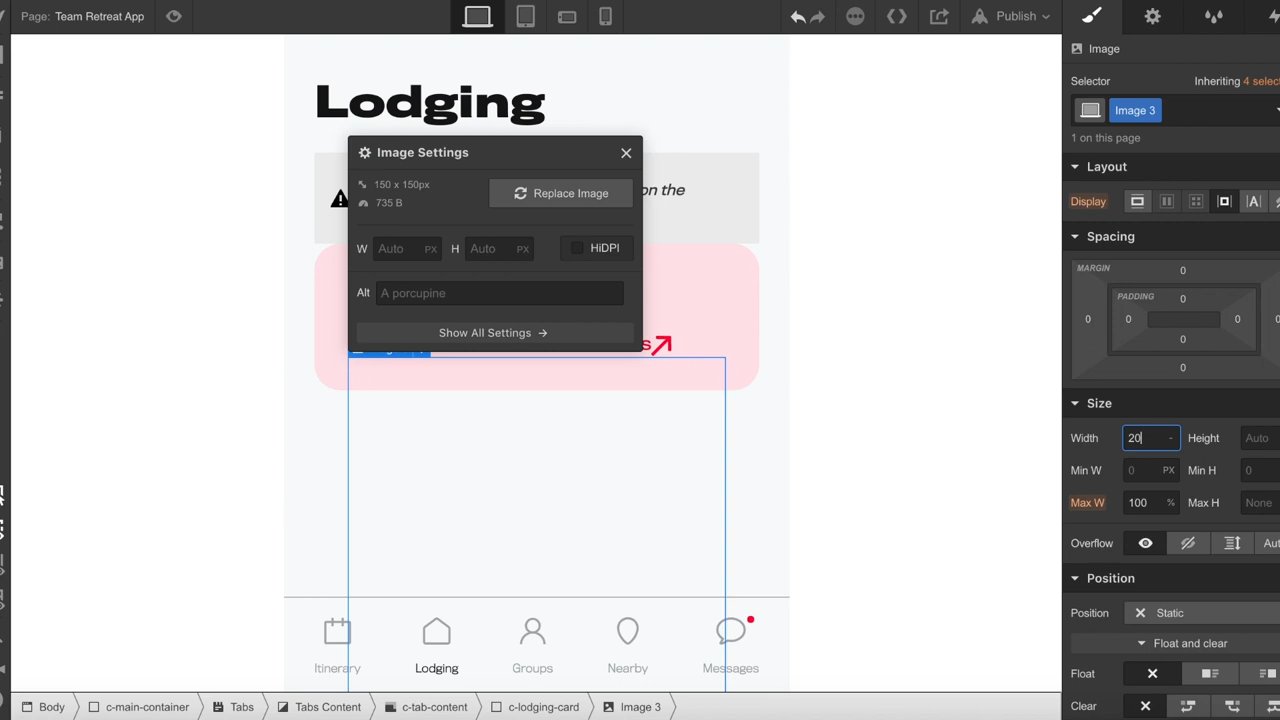 Page: Team Retreat App
Publish
Lodging
on the
s
Image Settings
150 x 150px
735 B
Replace Image
W Auto PX H Auto PX HiDPI
Alt A porcupine
Show All Settings
Itinerary
Lodging
Groups
Nearby
Messages
Body
c-main-container
Tabs
Tabs Content
c-tab-content
c-lodging-card
Image 3
Image
Selector
Inheriting 4 select
Image 3
1 on this page
Layout
Display
Spacing
MARGIN
0
PADDING
0
0 0 0 0
0
0
Size
Width 20 - Height Auto
Min W 0 PX Min H 0
Max W 100 % Max H None
Overflow Aut
Position
Position Static
Float and clear
Float
Clear